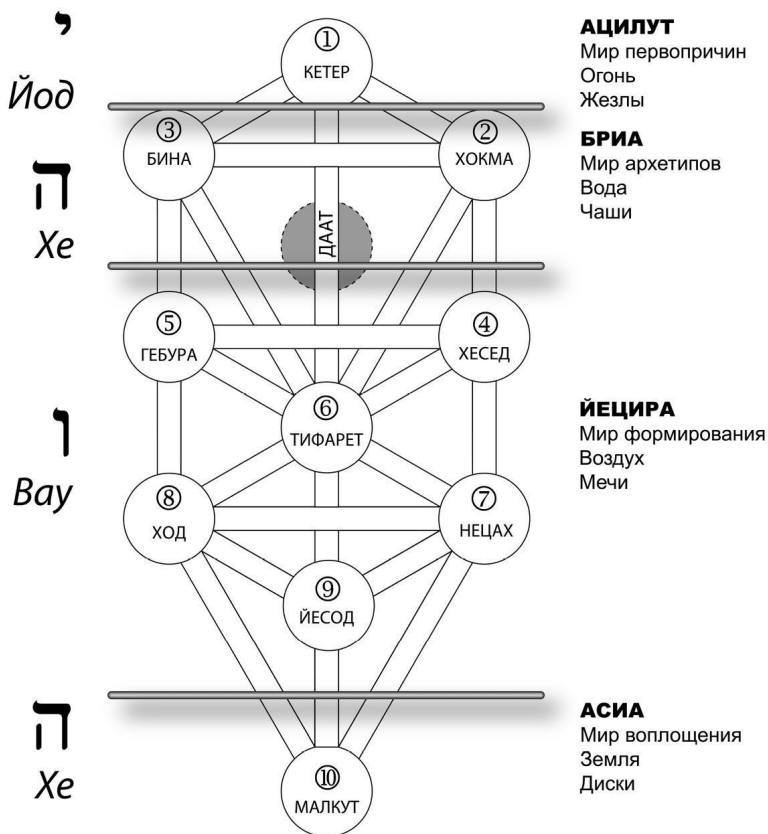 י
Йод
① КЕТЕР
АЦИЛУТ
Мир первопричин
Огонь
Жезлы
ה
Хе
③ БИНА
② ХОКМА
ДААТ
БРИА
Мир архетипов
Вода
Чаши
⑤ ГЕБУРА
④ ХЕСЕД
ו
Вау
⑥ ТИФАРЕТ
⑧ ХОД
⑦ НЕЦАХ
⑨ ЙЕСОД
ЙЕЦИРА
Мир формирования
Воздух
Мечи
ה
Хе
⑩ МАЛКУТ
АСИА
Мир воплощения
Земля
Диски